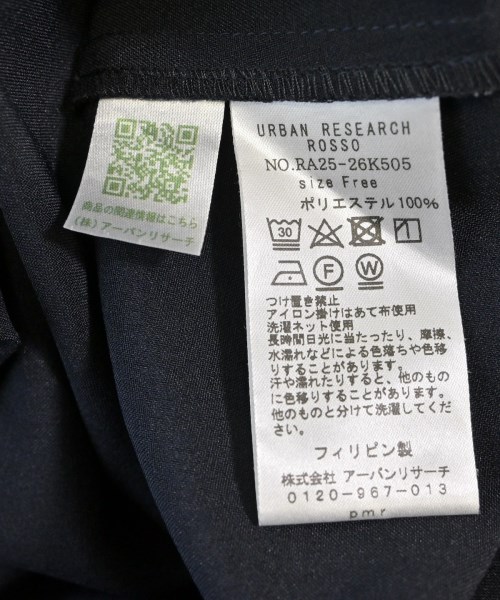 商品の関連情報はこちら
(株)アーバンリサーチ
URBAN RESEARCH
ROSSO
NO.RA25-26K505
size Free
ポリエステル100%
30
F W
つけ置き禁止
アイロン掛けはあて布使用
洗濯ネット使用
長時間日光に当たったり、摩擦、
水濡れなどによる色落ちや色移
りすることがあります。
汗や濡れたりすると、他のもの
に色移りすることがあります。
他のものと分けて洗濯してくだ
さい。
フィリピン製
株式会社 アーバンリサーチ
0120-967-013
pmr